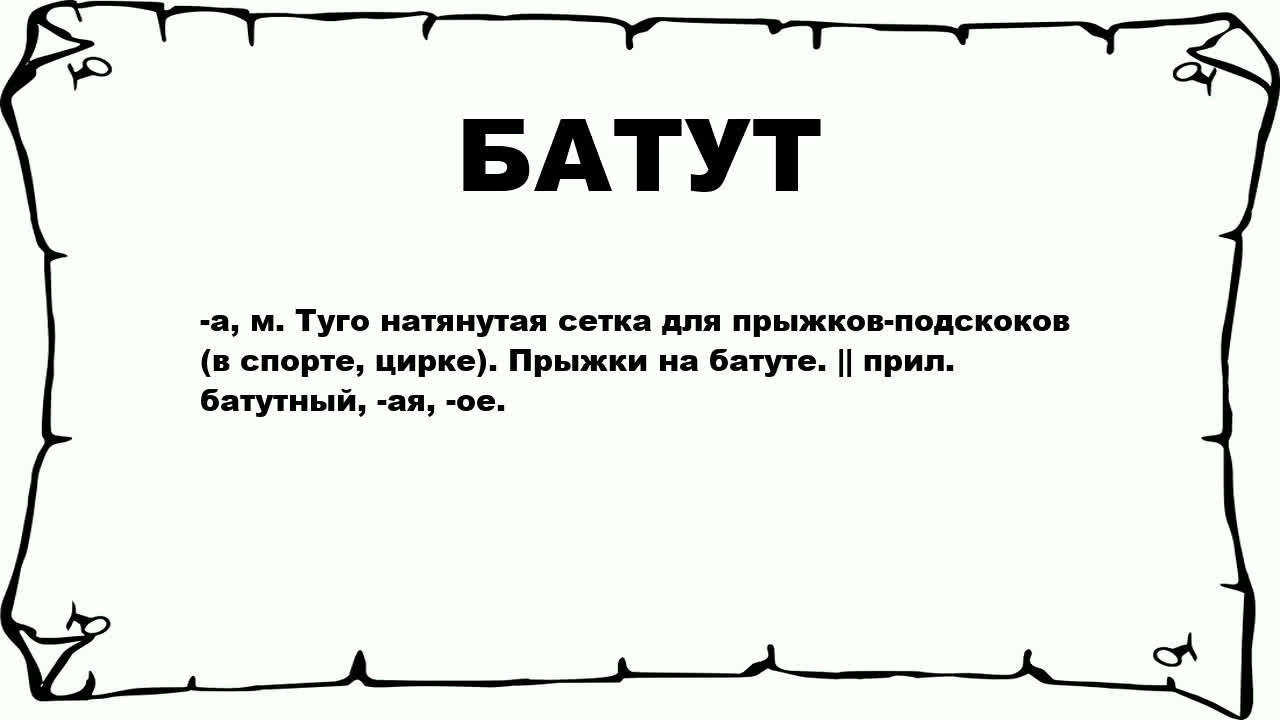 БАТУТ
-а, м. Туго натянутая сетка для прыжков-подскоков
(в спорте, цирке). Прыжки на батуте. || прил.
батутный, -ая, -ое.